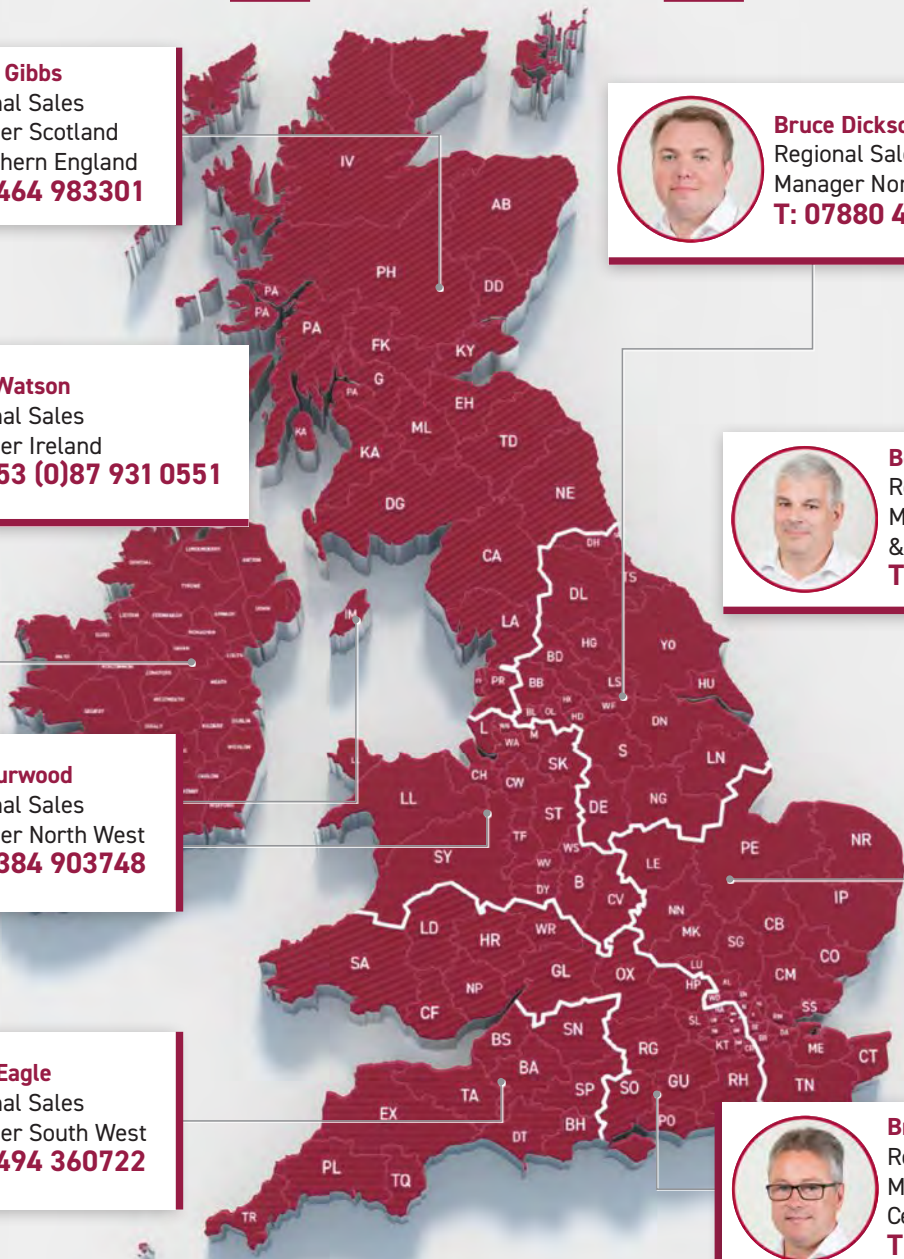 Gibbs
nal Sales
er Scotland
thern England
464 983301
Bruce Dickso
Regional Sale
Manager Nor
T: 07880 4
Watson
nal Sales
er Ireland
53 (0)87 931 0551
B
Re
M
&
T
urwood
nal Sales
er North West
384 903748
Eagle
nal Sales
er South West
494 360722
Br
Re
M
Ce
T
IV
AB
PH
DD
PA
PA
PA
FK
KY
G
PA
EH
ML
TD
KA
KA
DG
NE
CA
DH
TS
DL
IM
LA
HG
YO
BD
PR
BB
LS
HU
WF
BL
OL
HD
DN
L
M
WA
S
LN
SK
CH
CW
LL
ST
DE
NG
NR
PE
TF
WS
SY
WV
LE
B
IP
DY
CV
NN
CB
LD
WR
MK
HR
SG
CO
SA
GL
OX
LU
CM
NP
HP
AL
CF
SS
SL
SN
BS
RG
KT
ME
CT
BA
GU
RH
TN
TA
SP
SO
EX
BH
PO
DT
PL
TQ
TR